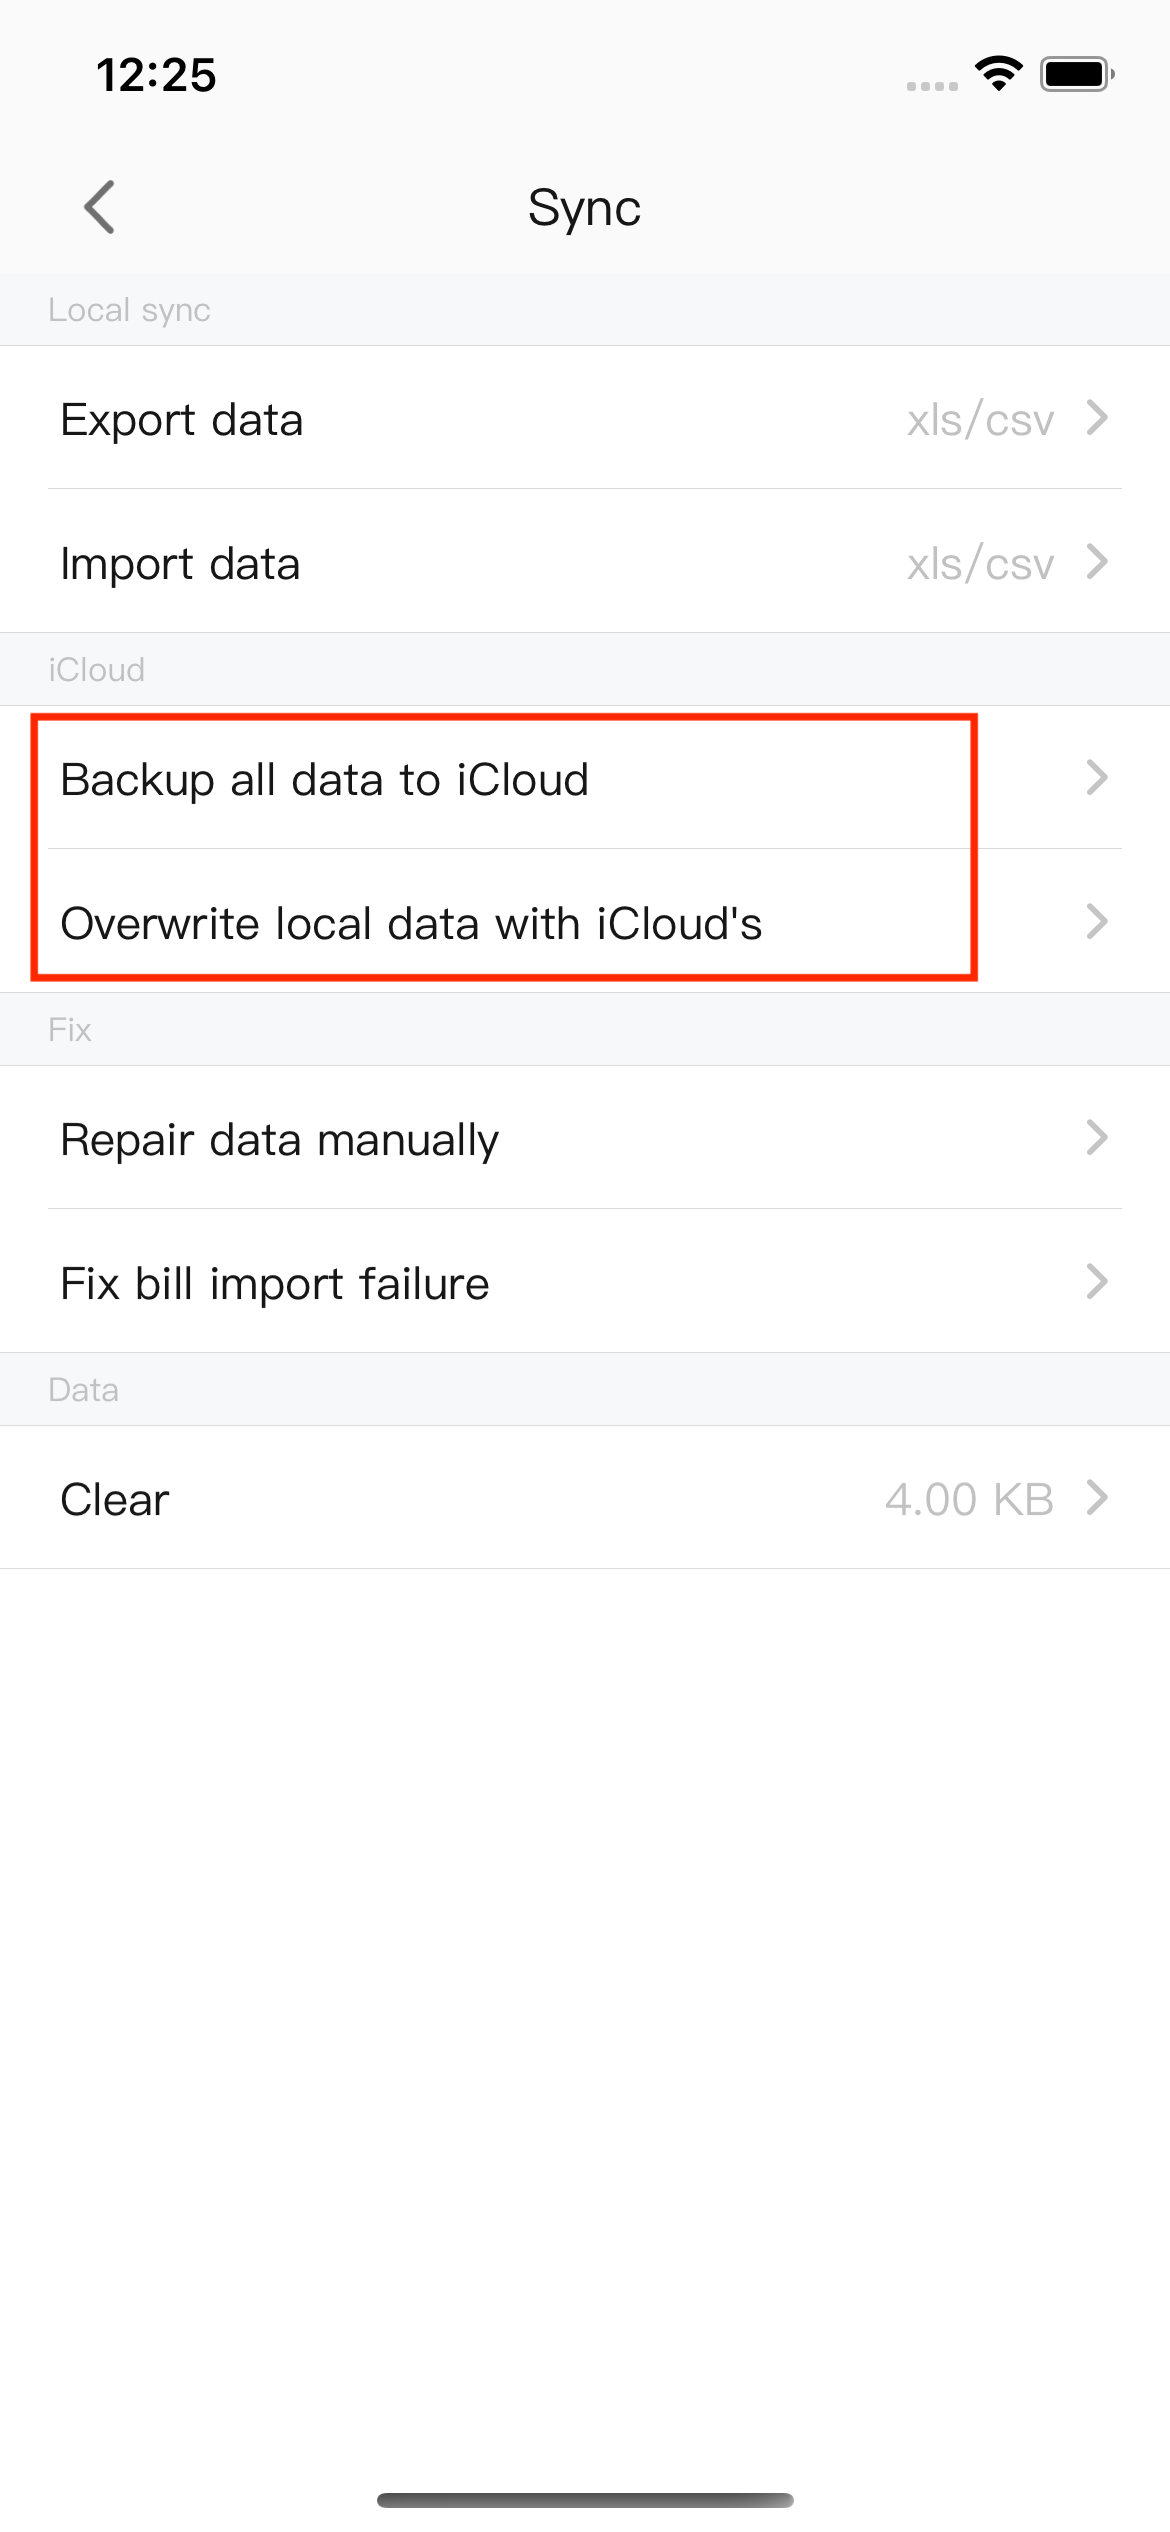 12:25
Sync
Local sync
Export data xls/csv
Import data xls/csv
iCloud
Backup all data to iCloud
Overwrite local data with iCloud's
Fix
Repair data manually
Fix bill import failure
Data
Clear 4.00 KB